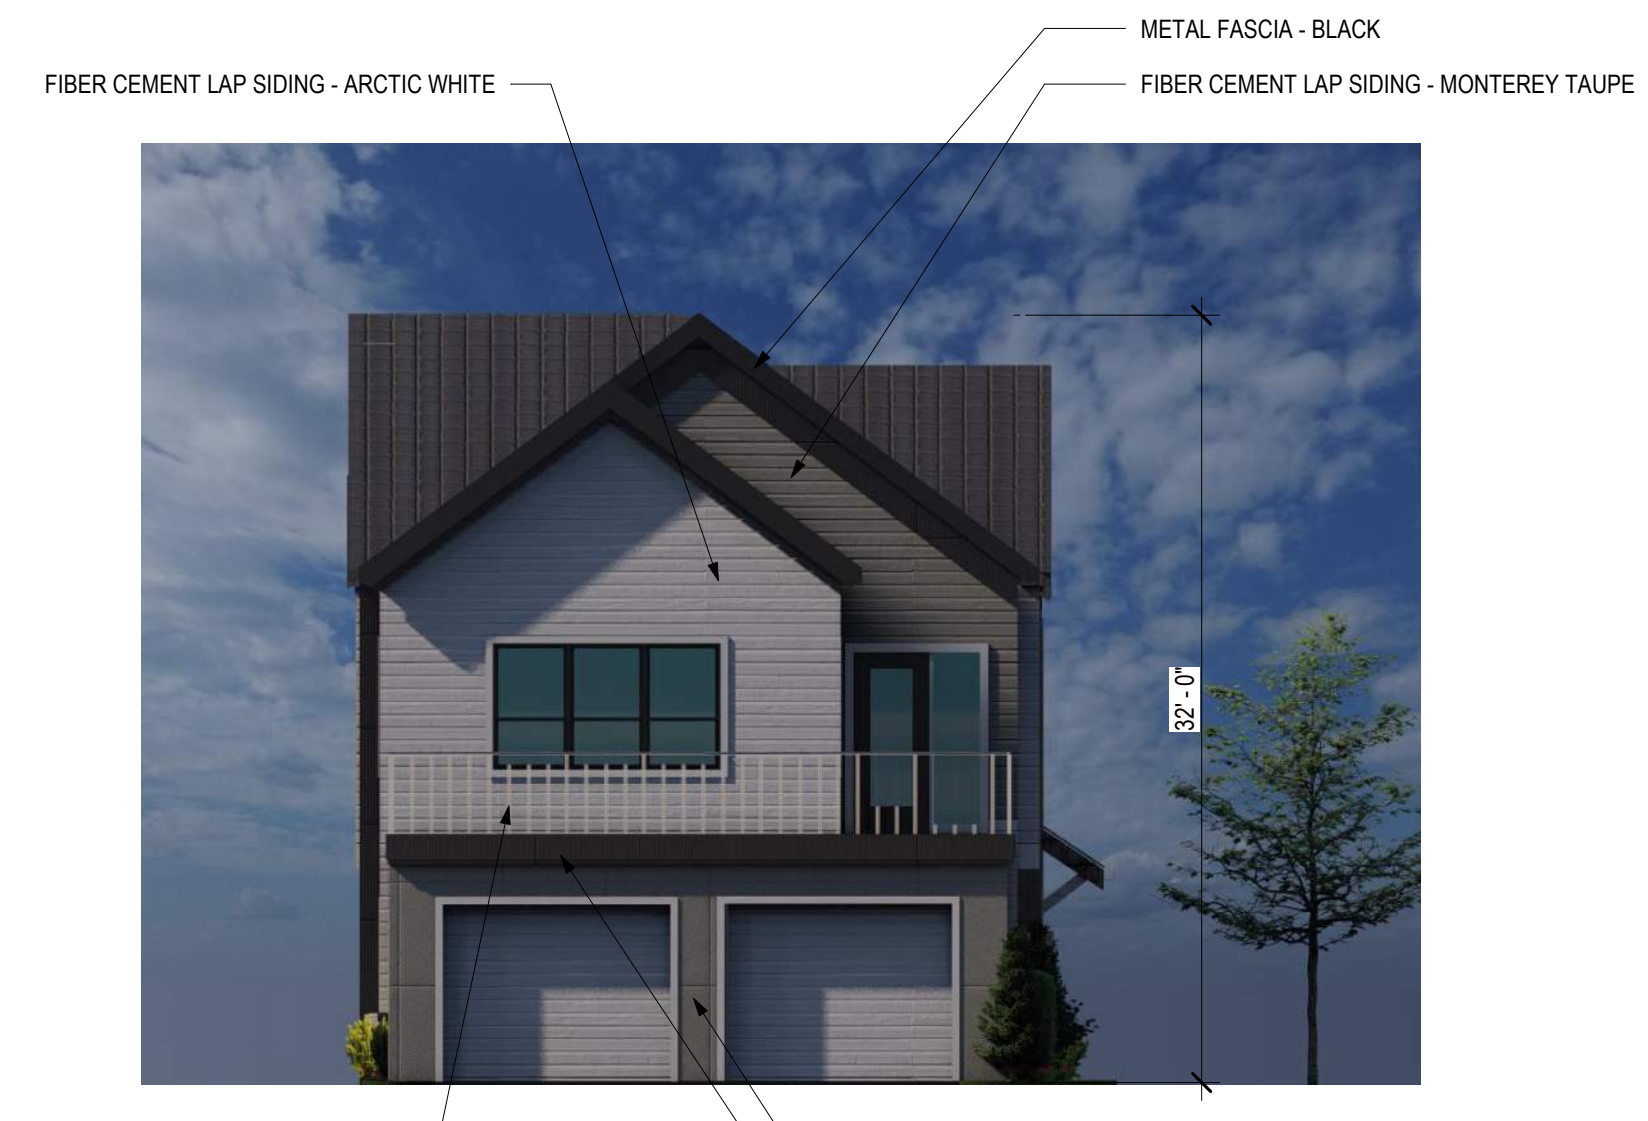 METAL FASCIA - BLACK
FIBER CEMENT LAP SIDING - ARCTIC WHITE
FIBER CEMENT LAP SIDING - MONTEREY TAUPE
32' - 0"